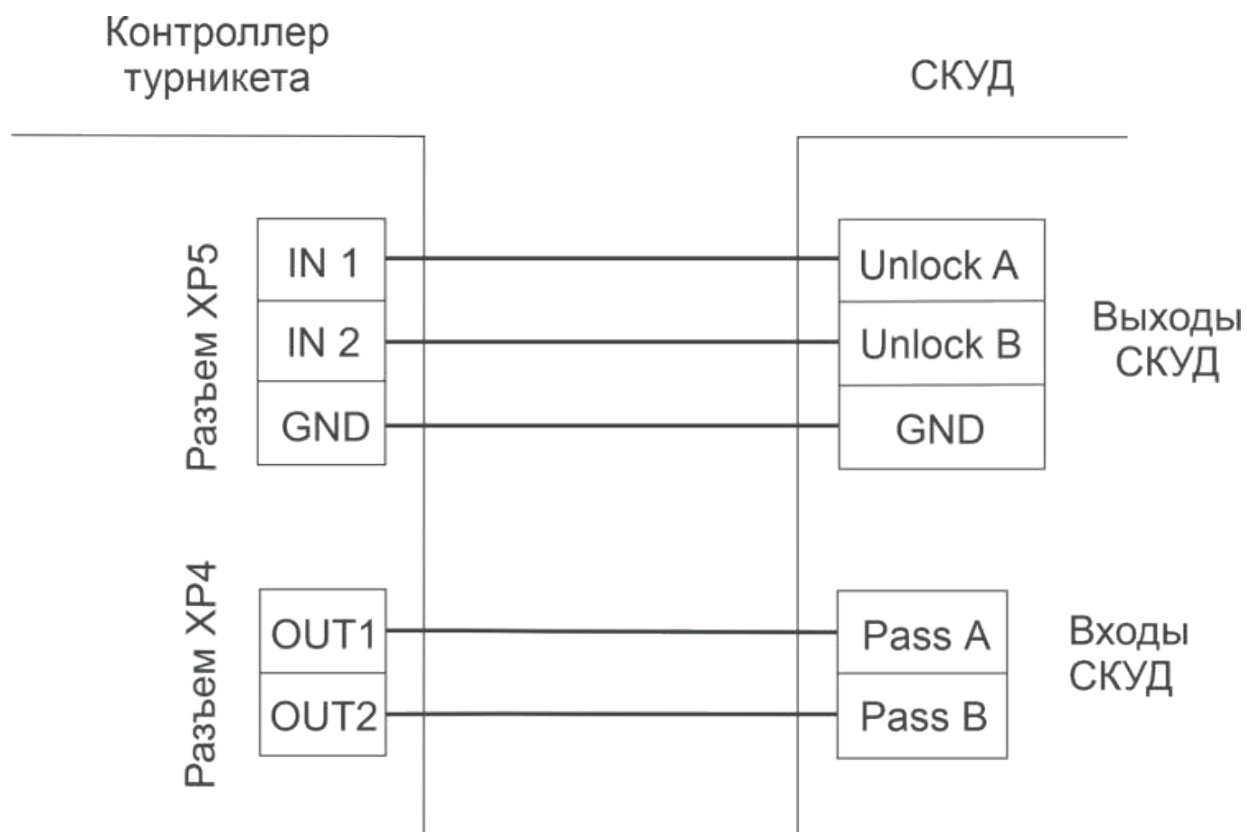 Контроллер
турникета
СКУД
Разъем XP5
IN 1
IN 2
GND
Unlock A
Unlock B
GND
Выходы
СКУД
Разъем XP4
OUT1
OUT2
Pass A
Pass B
Входы
СКУД